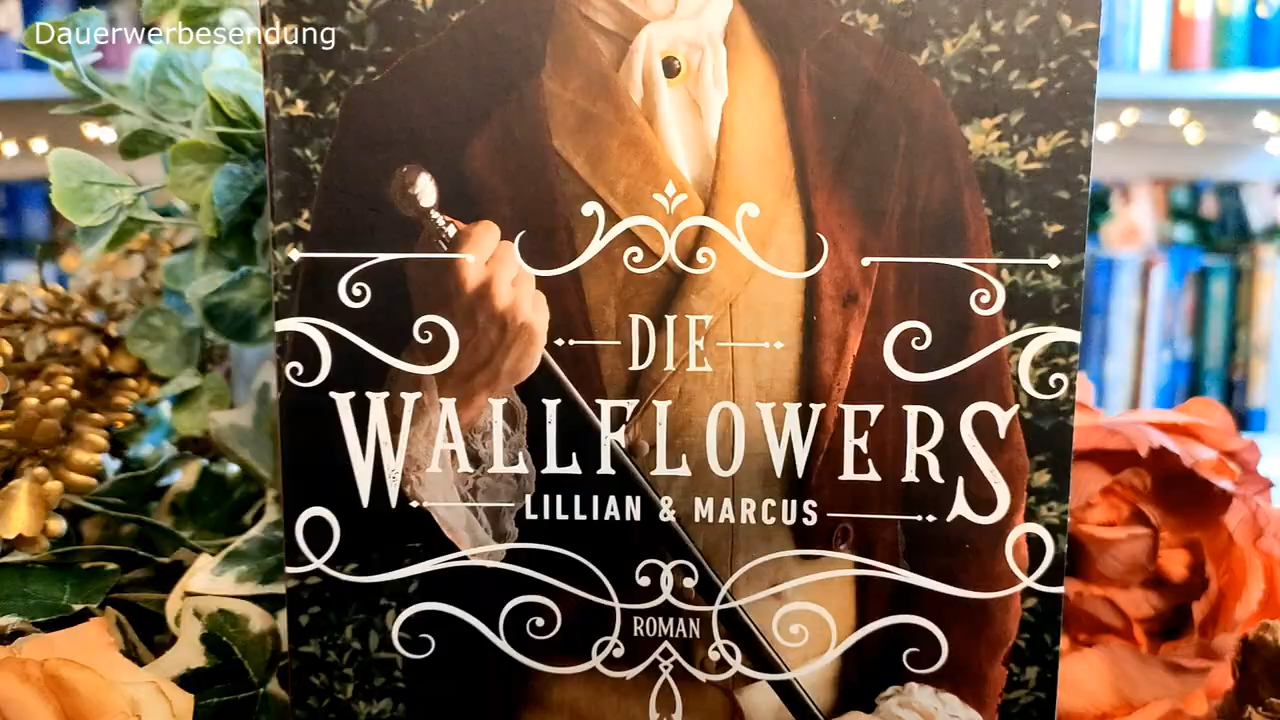 Dauerwerbesendung
DIE
WALLFLOWERS
LILLIAN & MARCUS
ROMAN